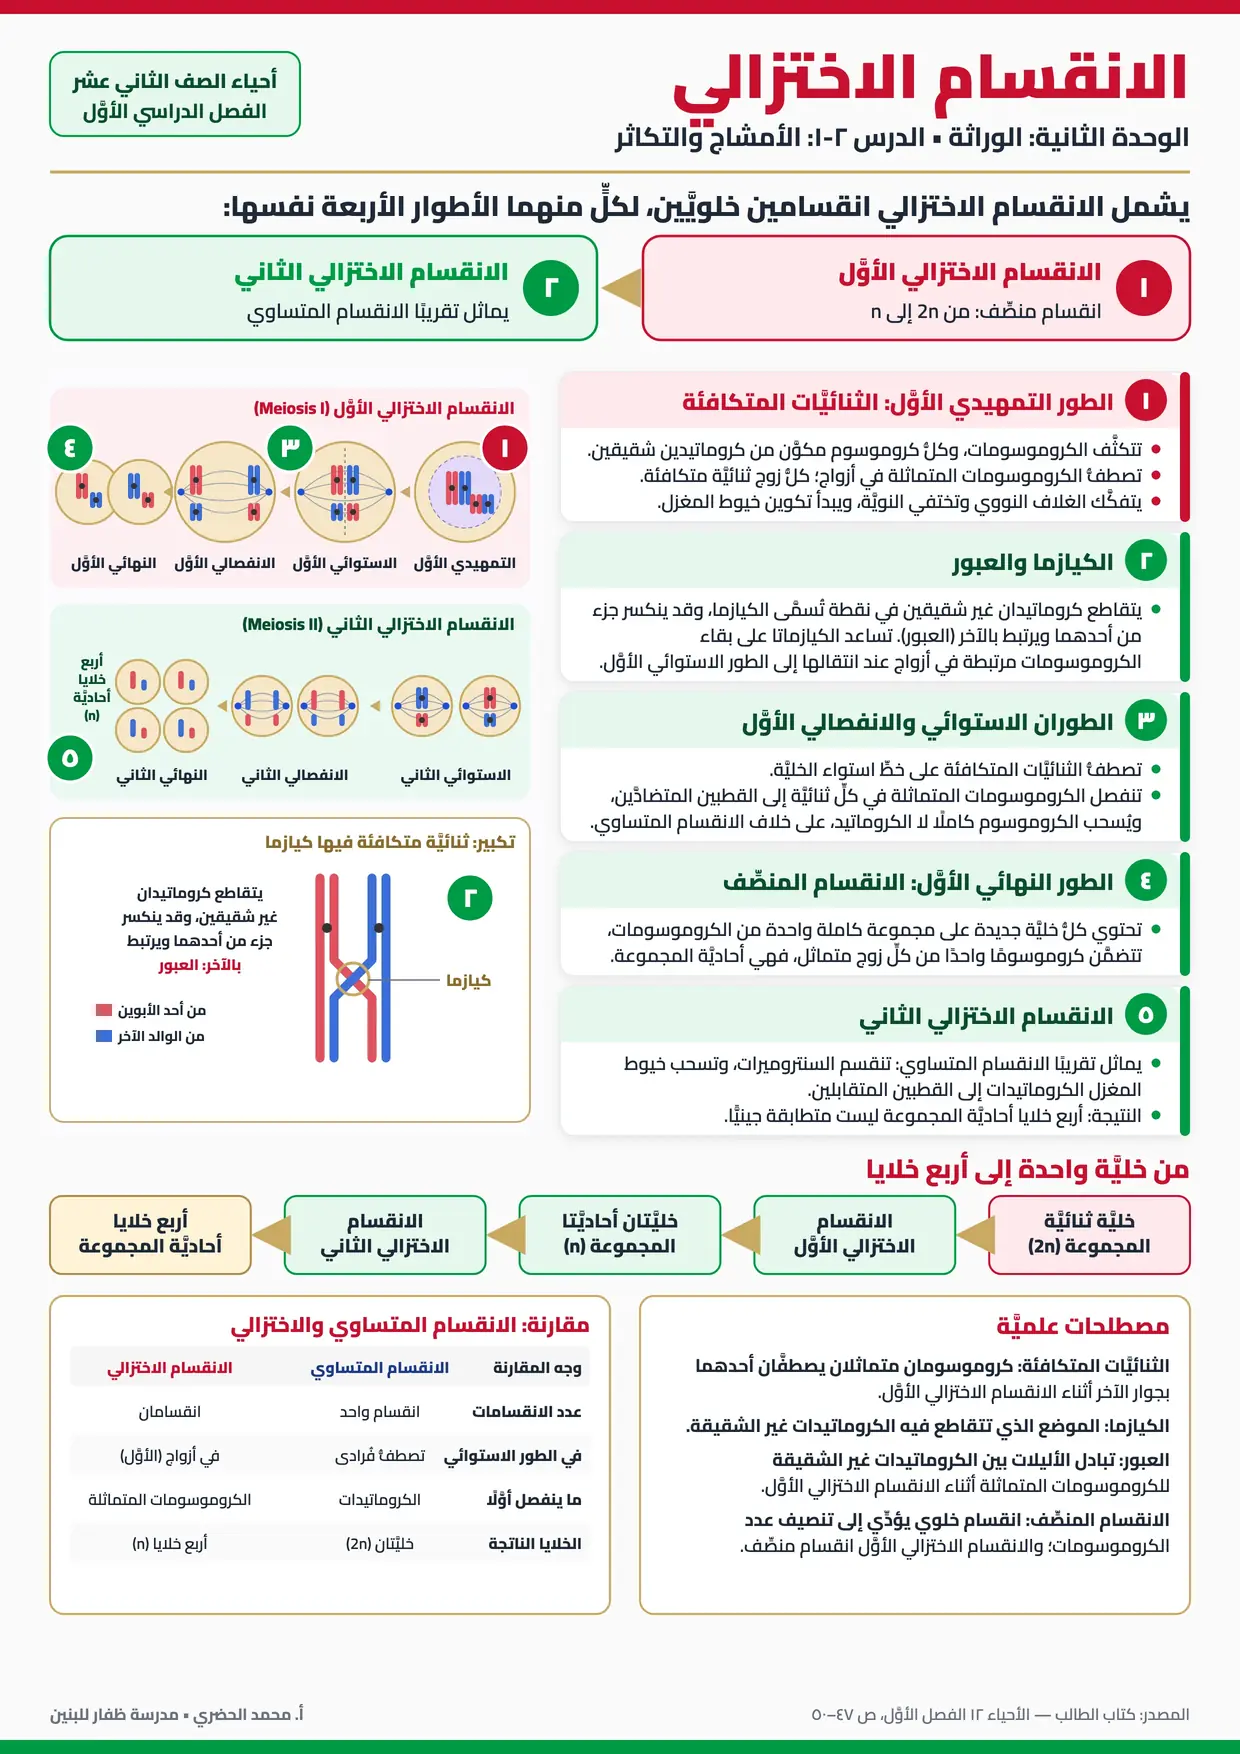 الانقسام الاختزالي
أحياء الصف الثاني عشر
الفصل الدراسي الأوَّل
الوحدة الثانية: الوراثة ▪ الدرس ٢-١: الأمشاج والتكاثر
يشمل الانقسام الاختزالي انقسامين خلويَّين، لكلٍّ منهما الأطوار الأربعة نفسها:
١
الانقسام الاختزالي الأوَّل
انقسام منصِّف: من 2n إلى n
٢
الانقسام الاختزالي الثاني
يماثل تقريبًا الانقسام المتساوي
١
الطور التمهيدي الأوَّل: الثنائيَّات المتكافئة
• تتكثَّف الكروموسومات، وكلُّ كروموسوم مكوَّن من كروماتيدين شقيقين.
• تصطفُّ الكروموسومات المتماثلة في أزواج؛ كلُّ زوج ثنائيَّة متكافئة.
• يتفكَّك الغلاف النووي وتختفي النويَّة، ويبدأ تكوين خيوط المغزل.
٢
الكيازما والعبور
• يتقاطع كروماتيدان غير شقيقين في نقطة تُسمَّى الكيازما، وقد ينكسر جزء
من أحدهما ويرتبط بالآخر (العبور). تساعد الكيازماتا على بقاء
الكروموسومات مرتبطة في أزواج عند انتقالها إلى الطور الاستوائي الأوَّل.
٣
الطوران الاستوائي والانفصالي الأوَّل
• تصطفُّ الثنائيَّات المتكافئة على خطِّ استواء الخليَّة.
• تنفصل الكروموسومات المتماثلة في كلِّ ثنائيَّة إلى القطبين المتضادَّين،
ويُسحب الكروموسوم كاملًا لا الكروماتيد، على خلاف الانقسام المتساوي.
٤
الطور النهائي الأوَّل: الانقسام المنصِّف
• تحتوي كلُّ خليَّة جديدة على مجموعة كاملة واحدة من الكروموسومات،
تتضمَّن كروموسومًا واحدًا من كلِّ زوج متماثل، فهي أحاديَّة المجموعة.
٥
الانقسام الاختزالي الثاني
• يماثل تقريبًا الانقسام المتساوي: تنقسم السنتروميرات، وتسحب خيوط
المغزل الكروماتيدات إلى القطبين المتقابلين.
• النتيجة: أربع خلايا أحاديَّة المجموعة ليست متطابقة جينيًّا.
الانقسام الاختزالي الأوَّل (Meiosis I)
١
٣
٤
التمهيدي الأوَّل
الاستوائي الأوَّل
الانفصالي الأوَّل
النهائي الأوَّل
الانقسام الاختزالي الثاني (Meiosis II)
أربع
خلايا
أحاديَّة
(n)
٥
الاستوائي الثاني
الانفصالي الثاني
النهائي الثاني
تكبير: ثنائيَّة متكافئة فيها كيازما
٢
كيازما
يتقاطع كروماتيدان
غير شقيقين، وقد ينكسر
جزء من أحدهما ويرتبط
بالآخر: العبور
من أحد الأبوين
من الوالد الآخر
من خليَّة واحدة إلى أربع خلايا
خليَّة ثنائيَّة
المجموعة (2n)
الانقسام
الاختزالي الأوَّل
خليَّتان أحاديَّتا
المجموعة (n)
الانقسام
الاختزالي الثاني
أربع خلايا
أحاديَّة المجموعة
مصطلحات علميَّة
الثنائيَّات المتكافئة: كروموسومان متماثلان يصطفَّان أحدهما
بجوار الآخر أثناء الانقسام الاختزالي الأوَّل.
الكيازما: الموضع الذي تتقاطع فيه الكروماتيدات غير الشقيقة.
العبور: تبادل الأليلات بين الكروماتيدات غير الشقيقة
للكروموسومات المتماثلة أثناء الانقسام الاختزالي الأوَّل.
الانقسام المنصِّف: انقسام خلوي يؤدِّي إلى تنصيف عدد
الكروموسومات؛ والانقسام الاختزالي الأوَّل انقسام منصِّف.
مقارنة: الانقسام المتساوي والاختزالي
وجه المقارنة الانقسام المتساوي الانقسام الاختزالي
عدد الانقسامات انقسام واحد انقسامان
في الطور الاستوائي تصطفُّ فُرادى في أزواج (الأوَّل)
ما ينفصل أوَّلًا الكروماتيدات الكروموسومات المتماثلة
الخلايا الناتجة خليَّتان (2n) أربع خلايا (n)
المصدر: كتاب الطالب — الأحياء ١٢ الفصل الأوَّل، ص ٤٧–٥٠
أ. محمد الحضري ▪ مدرسة ظفار للبنين